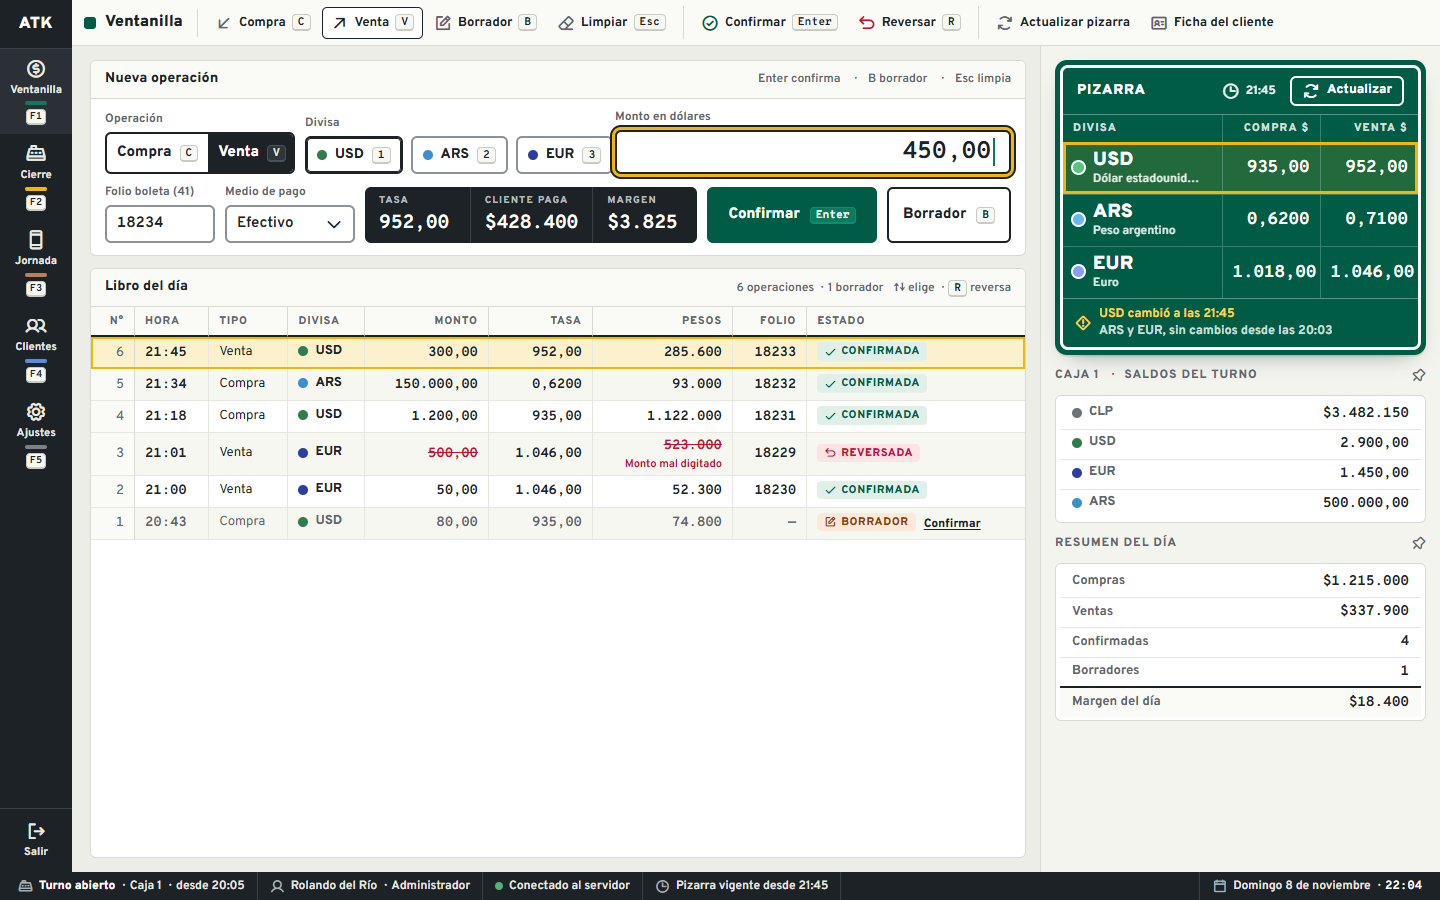 ATK
Ventanilla
Compra C
Venta V
Borrador B
Limpiar Esc
Confirmar Enter
Reversar R
Actualizar pizarra
Ficha del cliente
Ventanilla
F1
Cierre
F2
Jornada
F3
Clientes
F4
Ajustes
F5
Salir
Nueva operación
Enter confirma · B borrador · Esc limpia
Operación
Compra C Venta V
Divisa
USD 1 ARS 2 EUR 3
Monto en dólares
450,00
Folio boleta (41)
18234
Medio de pago
Efectivo
TASA
952,00
CLIENTE PAGA
$428.400
MARGEN
$3.825
Confirmar Enter
Borrador B
Libro del día
6 operaciones · 1 borrador ↑↓ elige · R reversa
N° HORA TIPO DIVISA MONTO TASA PESOS FOLIO ESTADO
6 21:45 Venta USD 300,00 952,00 285.600 18233 CONFIRMADA
5 21:34 Compra ARS 150.000,00 0,6200 93.000 18232 CONFIRMADA
4 21:18 Compra USD 1.200,00 935,00 1.122.000 18231 CONFIRMADA
3 21:01 Venta EUR 500,00 1.046,00 523.000 18229 REVERSADA
Monto mal digitado
2 21:00 Venta EUR 50,00 1.046,00 52.300 18230 CONFIRMADA
1 20:43 Compra USD 80,00 935,00 74.800 — BORRADOR Confirmar
PIZARRA
21:45
Actualizar
DIVISA COMPRA $ VENTA $
USD 935,00 952,00
Dólar estadounid...
ARS 0,6200 0,7100
Peso argentino
EUR 1.018,00 1.046,00
Euro
USD cambió a las 21:45
ARS y EUR, sin cambios desde las 20:03
CAJA 1 · SALDOS DEL TURNO
CLP $3.482.150
USD 2.900,00
EUR 1.450,00
ARS 500.000,00
RESUMEN DEL DÍA
Compras $1.215.000
Ventas $337.900
Confirmadas 4
Borradores 1
Margen del día $18.400
Turno abierto · Caja 1 · desde 20:05
Rolando del Río · Administrador
Conectado al servidor
Pizarra vigente desde 21:45
Domingo 8 de noviembre · 22:04